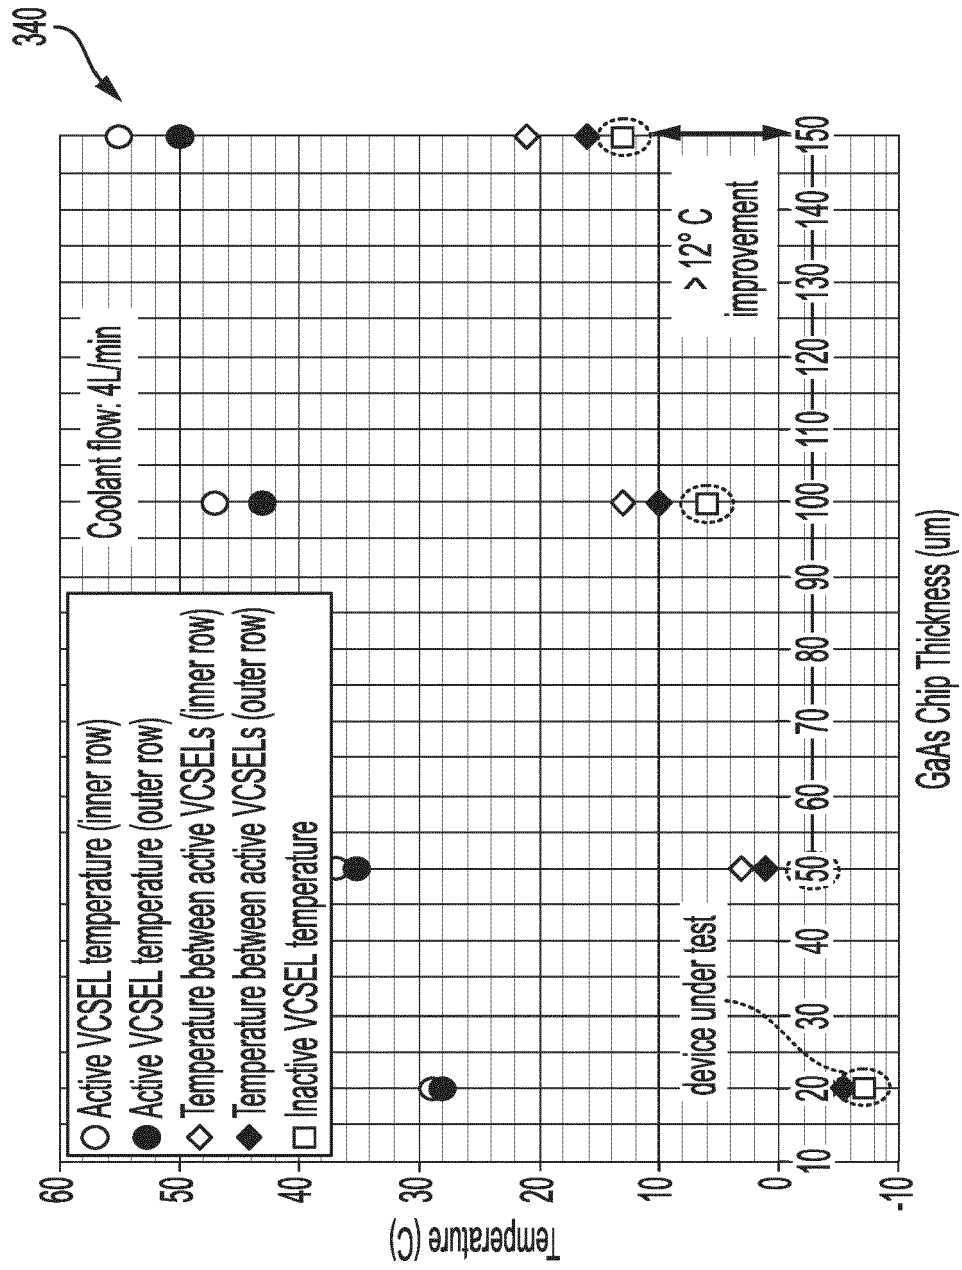 340
60
50
40
30
20
10
0
-10
Temperature (C)
Active VCSEL temperature (inner row)
Active VCSEL temperature (outer row)
Temperature between active VCSELs (inner row)
Temperature between active VCSELs (outer row)
Inactive VCSEL temperature
Coolant flow: 4L/min
device under test
> 12° C
improvement
10 20 30 40 50 60 70 80 90 100 110 120 130 140 150
GaAs Chip Thickness (um)